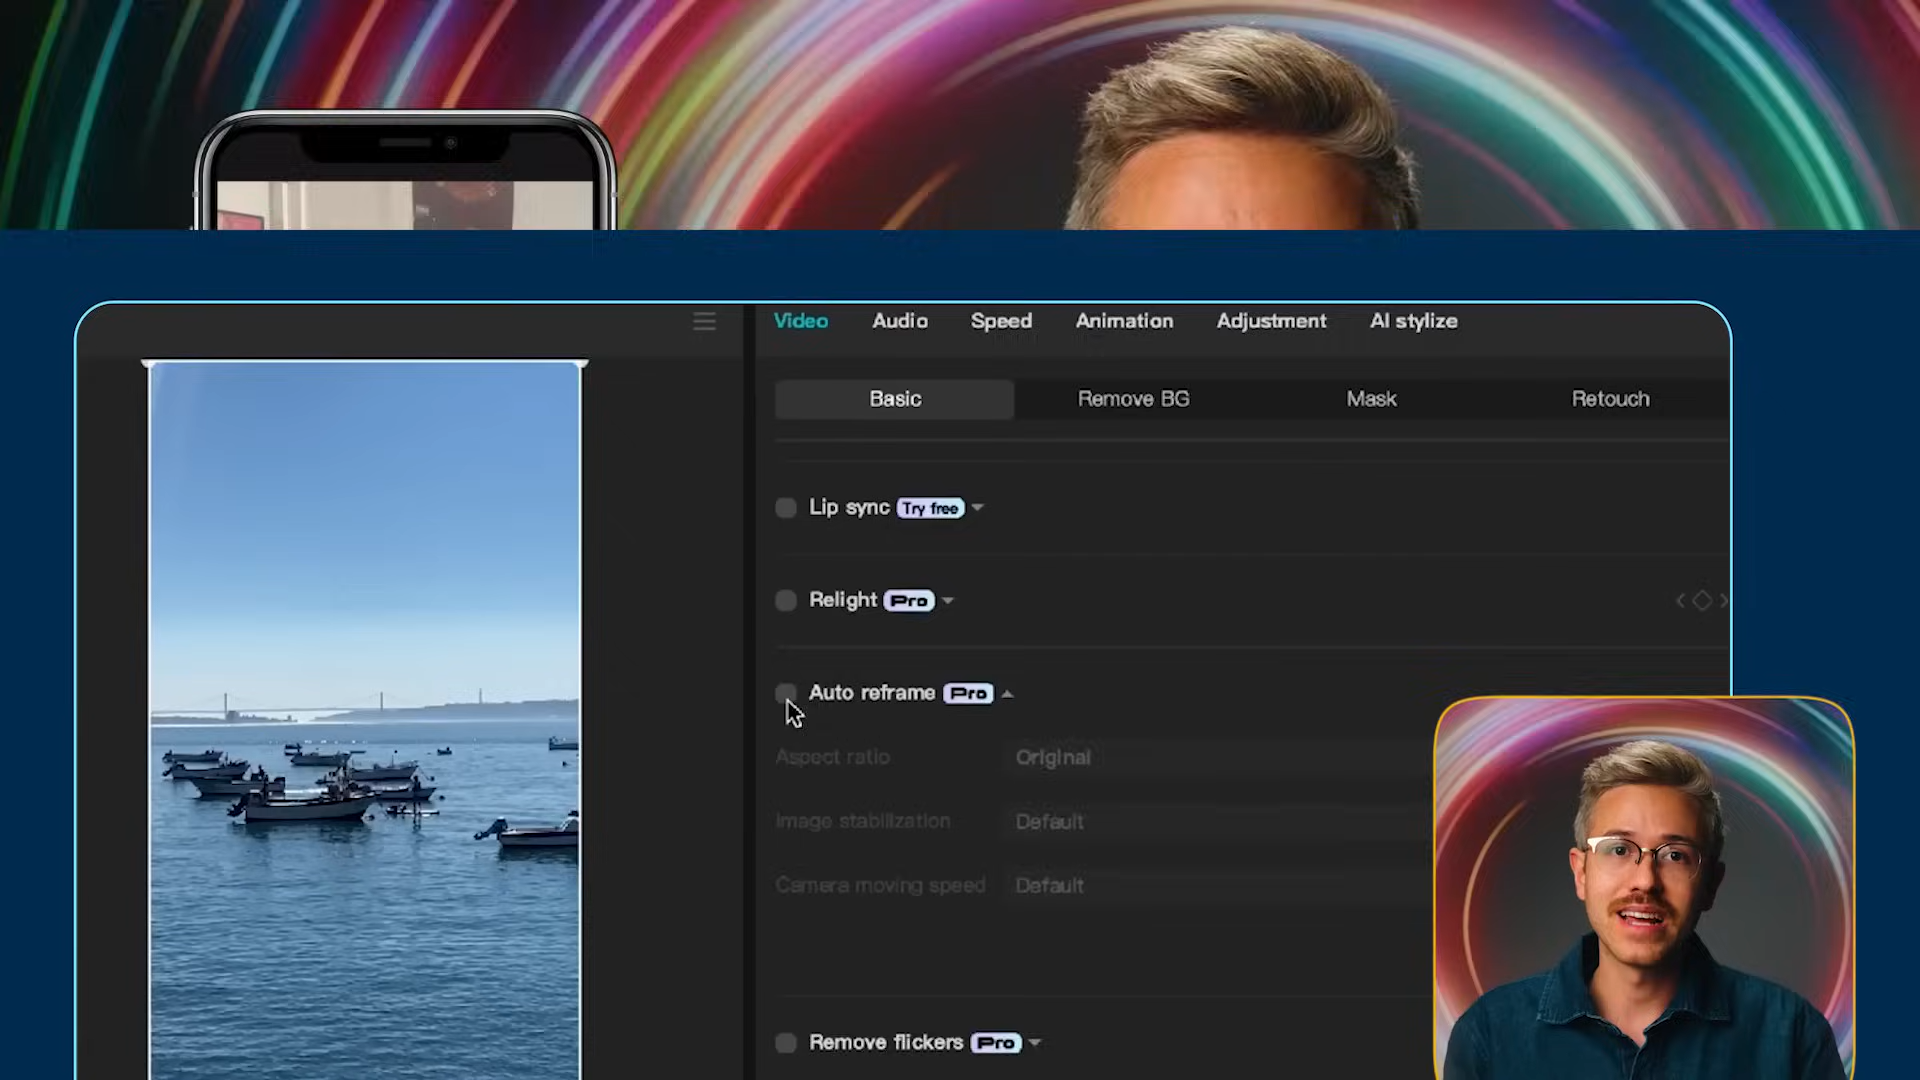 Video Audio Speed Animation Adjustment AI stylize
Basic Remove BG Mask Retouch
Lip sync Try free
Relight Pro
Auto reframe Pro
Aspect ratio Original
Image stabilization Default
Camera moving speed Default
Remove flickers Pro